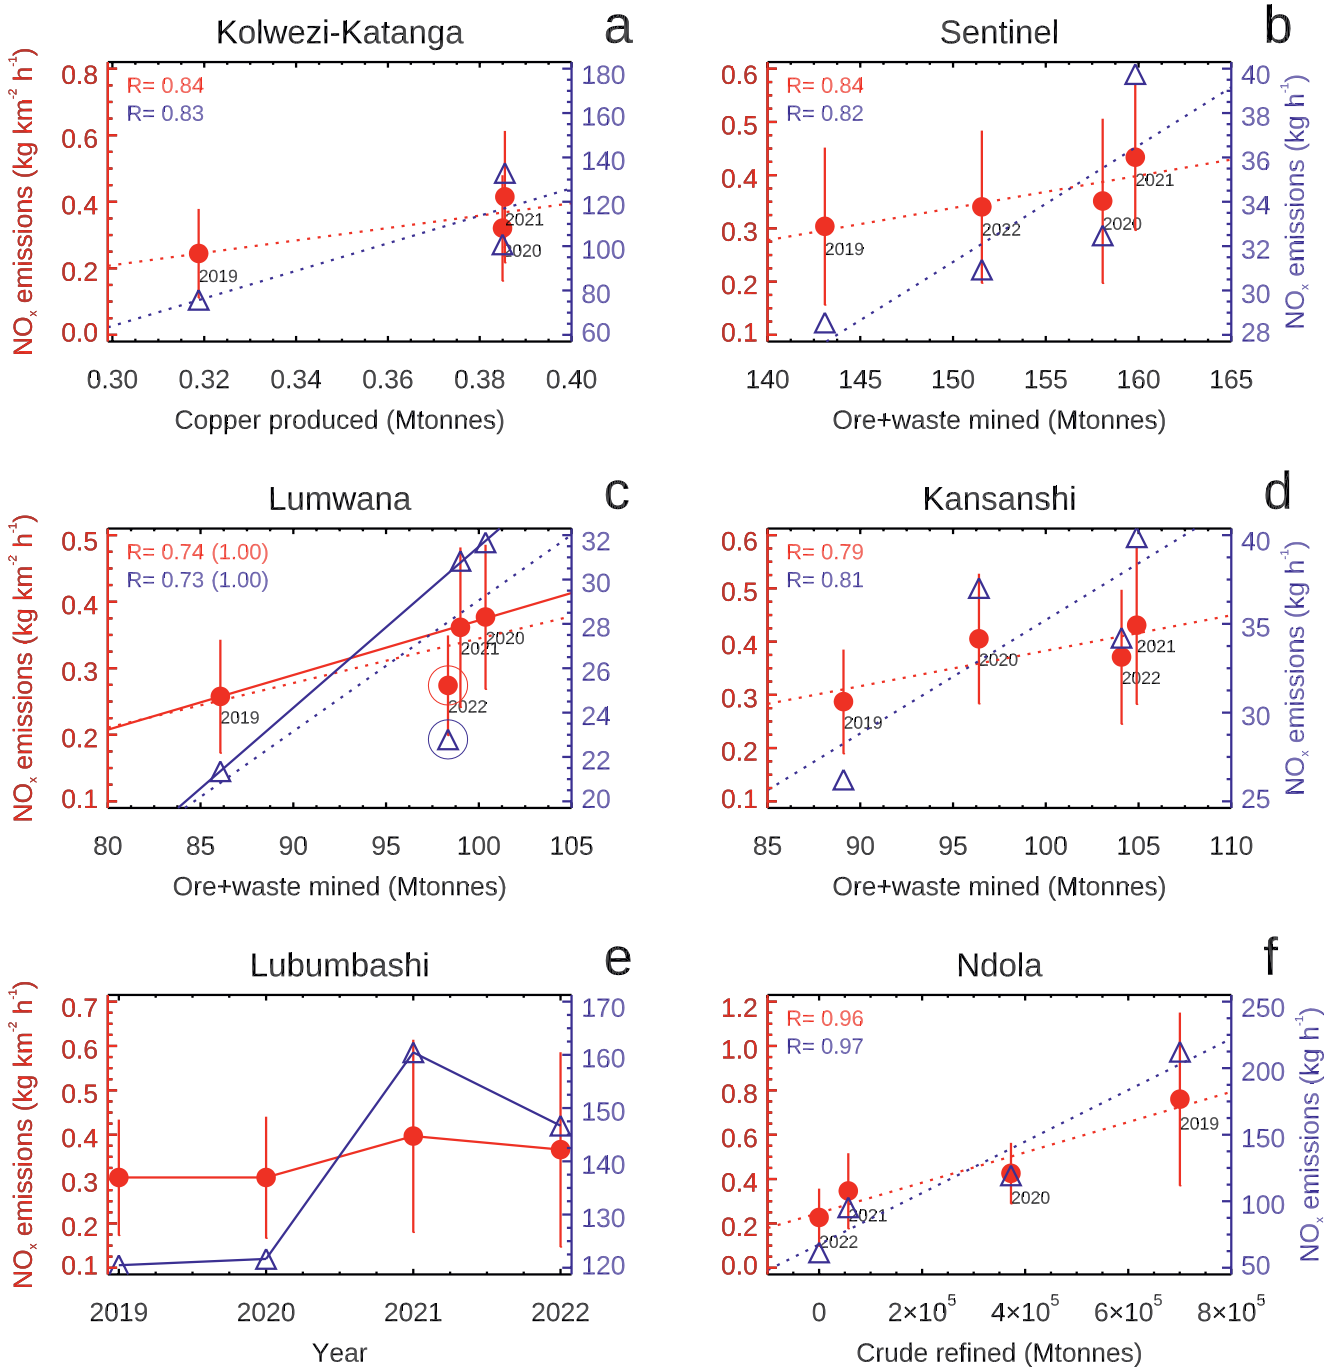 Kolwezi-Katanga a
R= 0.84
R= 0.83
NOx emissions (kg km-2 h-1)
0.8
0.6
0.4
0.2
0.0
180
160
140
120
100
80
60
2019
2021
2020
0.30 0.32 0.34 0.36 0.38 0.40
Copper produced (Mtonnes)
Sentinel b
R= 0.84
R= 0.82
0.6
0.5
0.4
0.3
0.2
0.1
40
38
36
34
32
30
28
NOx emissions (kg h-1)
2019
2022
2020
2021
140 145 150 155 160 165
Ore+waste mined (Mtonnes)
Lumwana c
R= 0.74 (1.00)
R= 0.73 (1.00)
NOx emissions (kg km-2 h-1)
0.5
0.4
0.3
0.2
0.1
32
30
28
26
24
22
20
2019
2022
2021
2020
80 85 90 95 100 105
Ore+waste mined (Mtonnes)
Kansanshi d
R= 0.79
R= 0.81
0.6
0.5
0.4
0.3
0.2
0.1
40
35
30
25
NOx emissions (kg h-1)
2019
2020
2022
2021
85 90 95 100 105 110
Ore+waste mined (Mtonnes)
Lubumbashi e
NOx emissions (kg km-2 h-1)
0.7
0.6
0.5
0.4
0.3
0.2
0.1
170
160
150
140
130
120
2019 2020 2021 2022
Year
Ndola f
R= 0.96
R= 0.97
1.2
1.0
0.8
0.6
0.4
0.2
0.0
250
200
150
100
50
NOx emissions (kg h-1)
2022
2021
2020
2019
0 2×10⁵ 4×10⁵ 6×10⁵ 8×10⁵
Crude refined (Mtonnes)